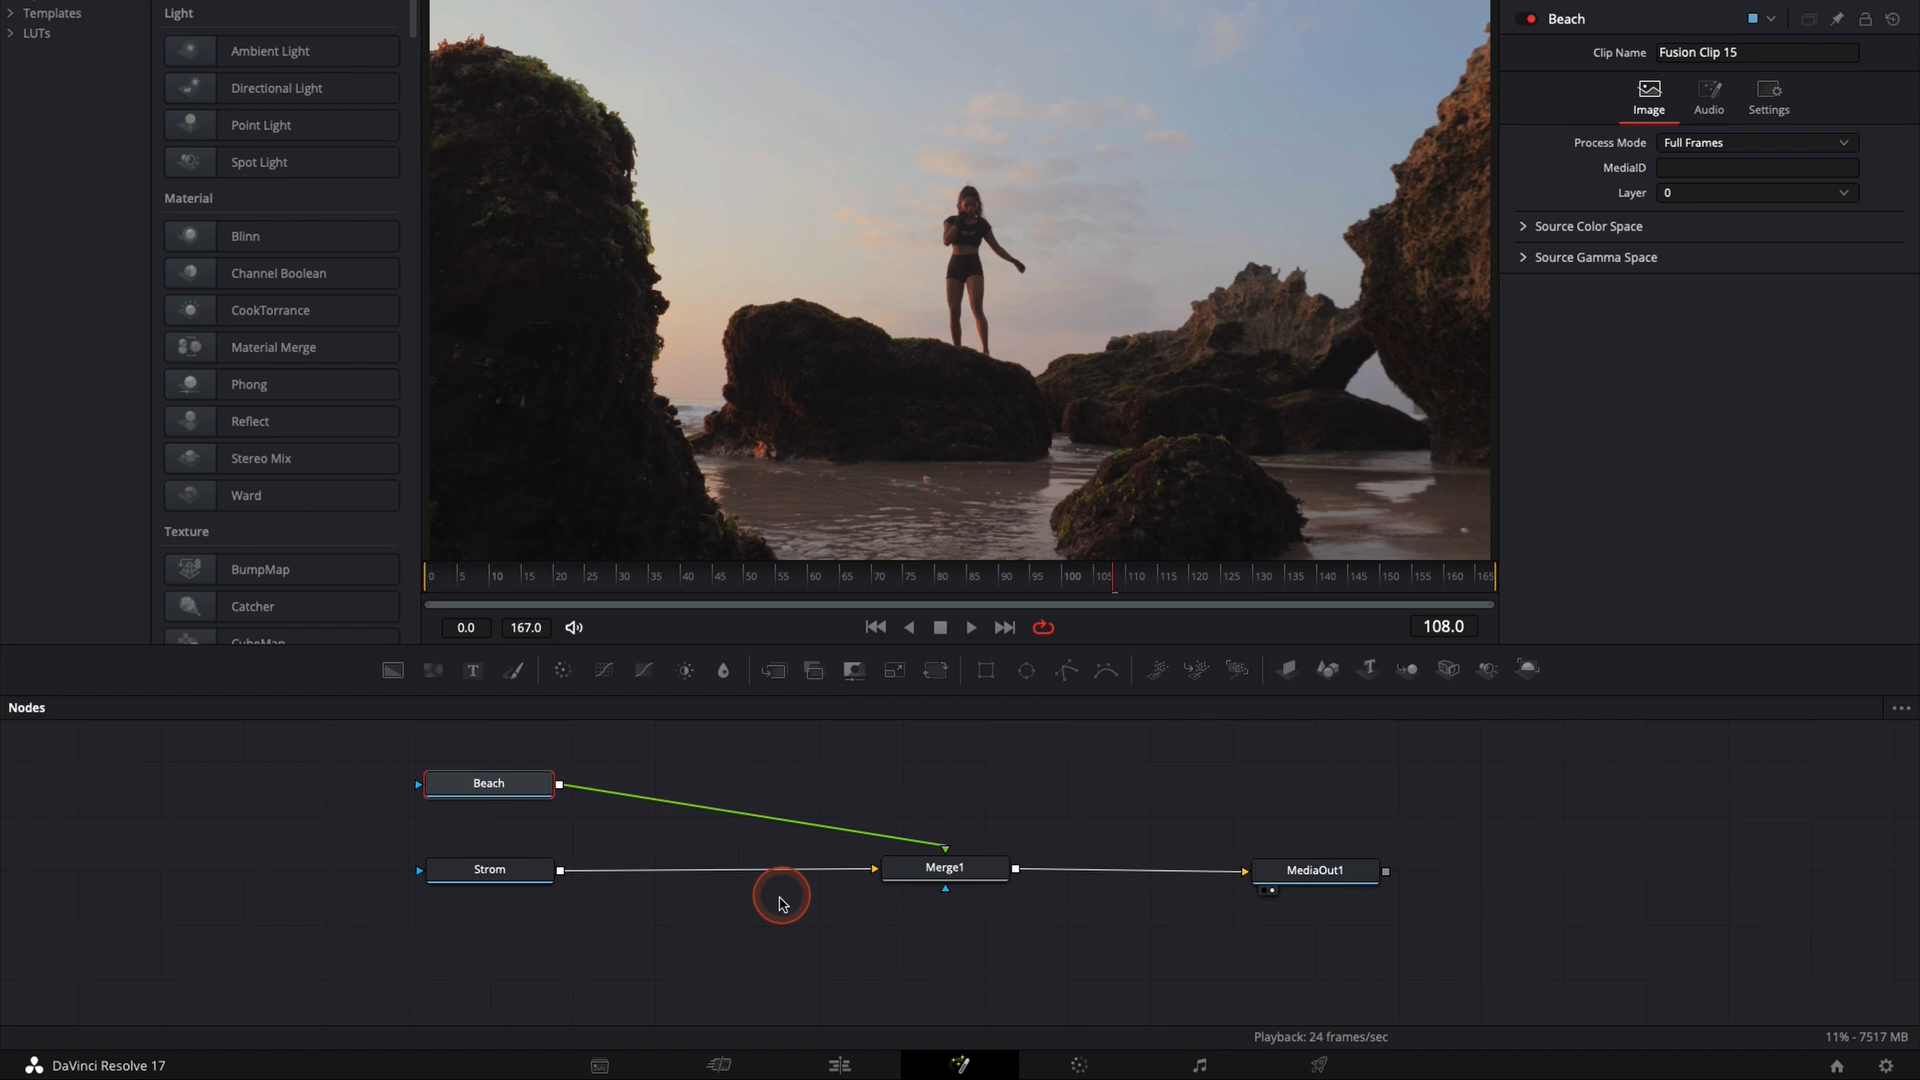 Templates
LUTs
Light
Ambient Light
Directional Light
Point Light
Spot Light
Material
Blinn
Channel Boolean
CookTorrance
Material Merge
Phong
Reflect
Stereo Mix
Ward
Texture
BumpMap
Catcher
CubeMap
0 5 10 15 20 25 30 35 40 45 50 55 60 65 70 75 80 85 90 95 100 105 110 115 120 125 130 135 140 145 150 155 160 165
0.0 167.0 108.0
Beach
Clip Name Fusion Clip 15
Image Audio Settings
Process Mode Full Frames
MediaID
Layer 0
Source Color Space
Source Gamma Space
T
Nodes
Beach
Strom
Merge1
MediaOut1
Playback: 24 frames/sec
11% - 7517 MB
DaVinci Resolve 17